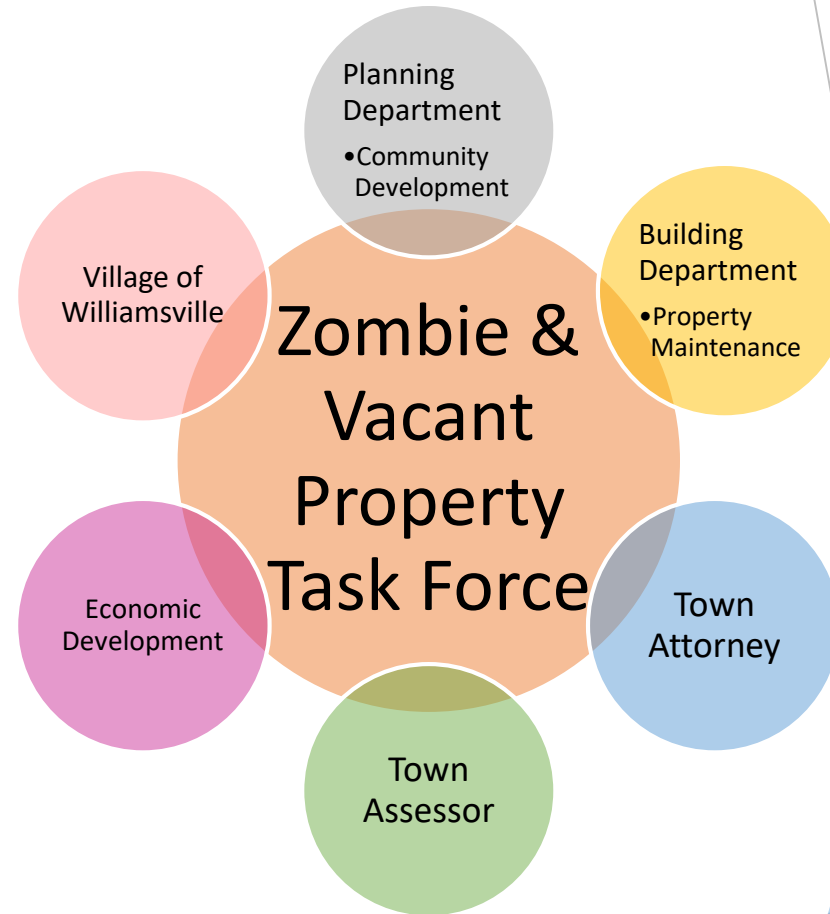 Planning
Department
•Community
Development
Building
Department
•Property
Maintenance
Village of
Williamsville
Zombie &
Vacant
Property
Task Force
Economic
Development
Town
Attorney
Town
Assessor